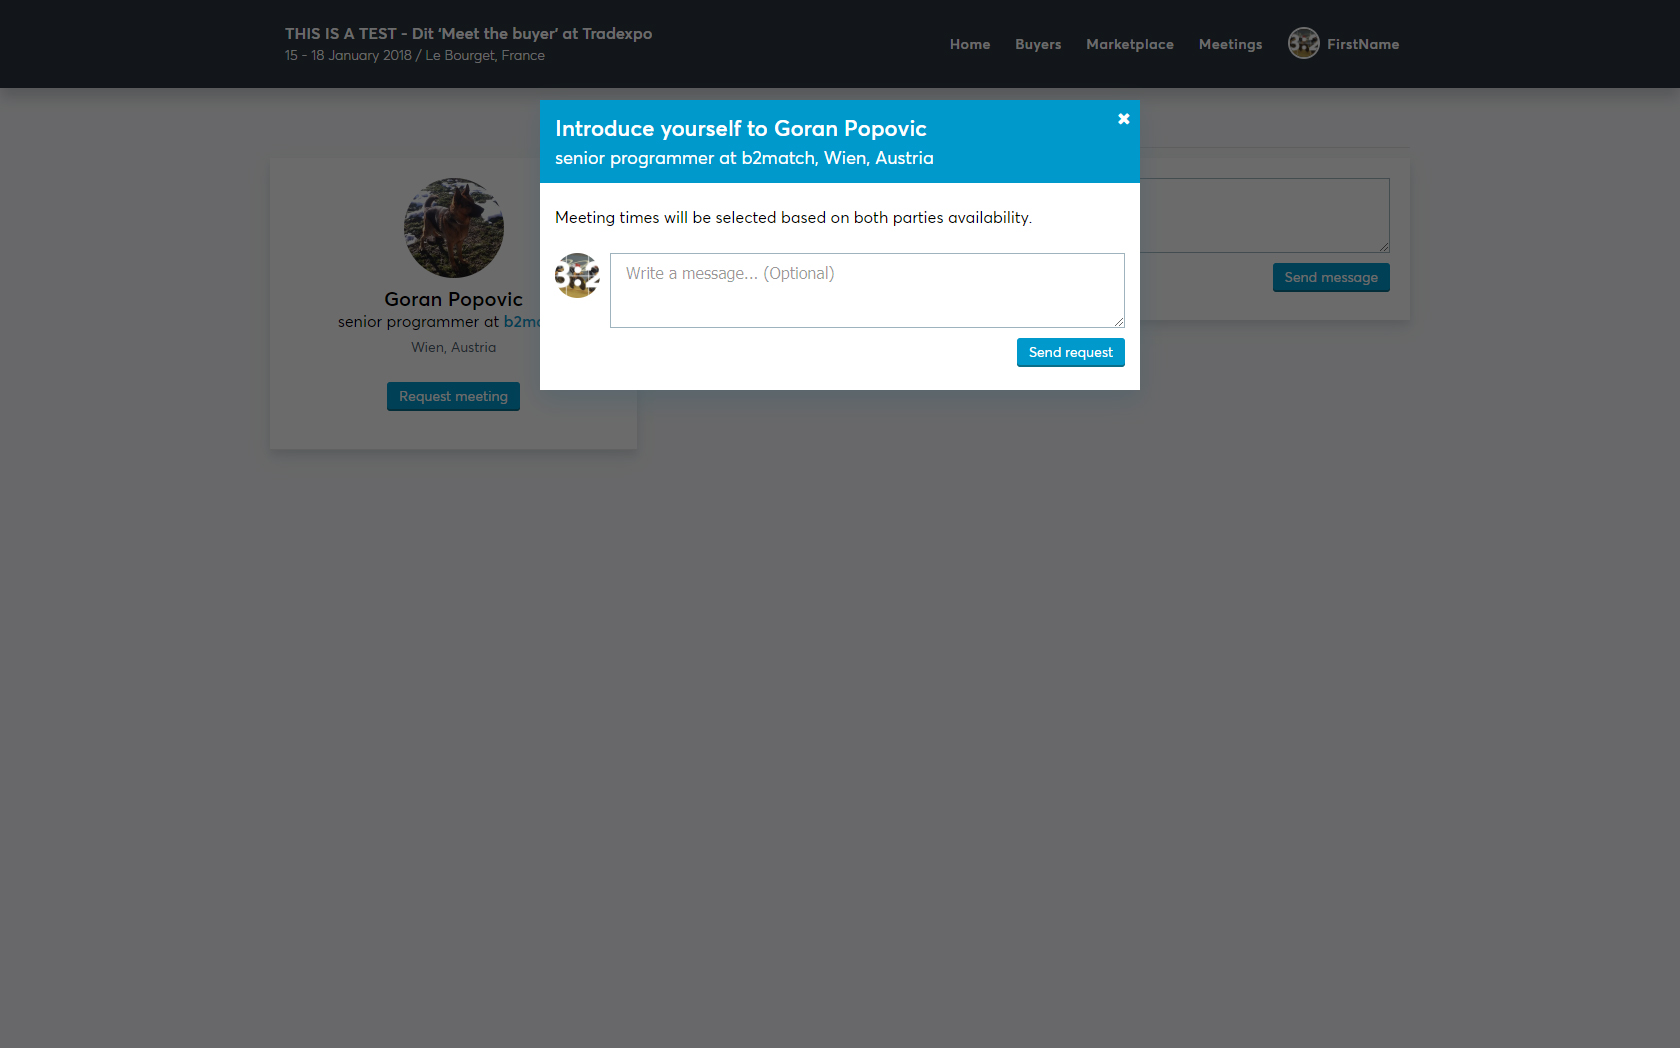 THIS IS A TEST - Dit ‘Meet the buyer’ at Tradexpo
15 - 18 January 2018 / Le Bourget, France
Home Buyers Marketplace Meetings FirstName
Introduce yourself to Goran Popovic
senior programmer at b2match, Wien, Austria
Meeting times will be selected based on both parties availability.
Write a message... (Optional)
Send request
Goran Popovic
senior programmer at
Wien, Austria
Request meeting
Send message